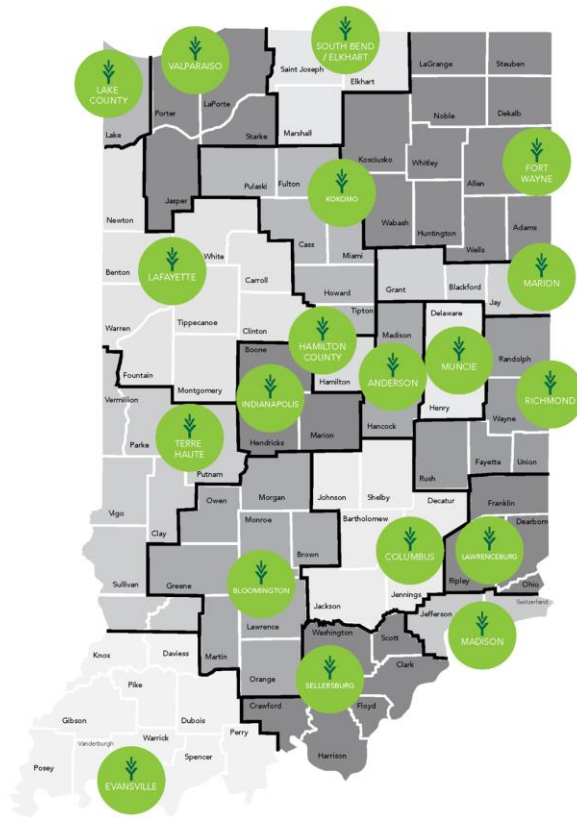 SOUTH BEND
/ ELKHART
VALPARAISO
LAKE
COUNTY
Saint Joseph
Elkhart
LaGrange
Steuben
Lake
Porter
LaPorte
Starke
Marshall
Noble
Dekalb
Kosciusko
Whitley
Allan
FORT
WAYNE
Pulaski
Fulton
KOKOMO
Jasper
Newton
Wabash
Huntington
Wells
Adams
Benton
White
Cass
Miami
LAFAYETTE
Carroll
Howard
Grant
Blackford
Jay
MARION
Warren
Tippecanoe
Clinton
Tipton
Fountain
Montgomery
Boone
HAMILTON
COUNTY
Hamilton
Madison
ANDERSON
Delaware
MUNCIE
Henry
Randolph
RICHMOND
Wayne
Vermilion
Parke
TERRE
HAUTE
Putnam
INDIANAPOLIS
Hendricks
Marion
Hancock
Rush
Fayette
Union
Vigo
Clay
Owen
Morgan
Monroe
Brown
Johnson
Shelby
Decatur
Bartholomew
COLUMBUS
Franklin
Dearborn
LAWRENCEBURG
Ripley
Ohio
Sullivan
Greene
BLOOMINGTON
Lawrence
Jackson
Jennings
Jefferson
Switzerland
MADISON
Knox
Daviess
Martin
Orange
Washington
Scott
Clark
SELLERSBURG
Pike
Gibson
Dubois
Crawford
Floyd
Harrison
Vanderburgh
Warrick
Spencer
Perry
Posey
EVANSVILLE